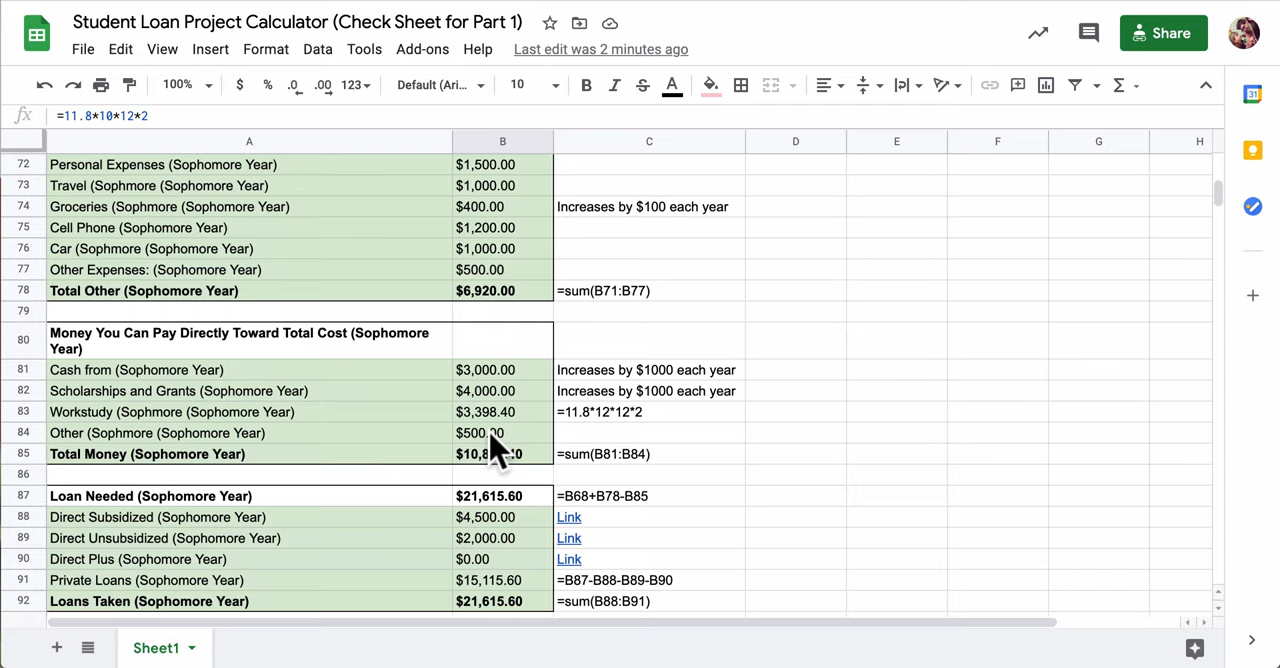 Student Loan Project Calculator (Check Sheet for Part 1)
File Edit View Insert Format Data Tools Add-ons Help Last edit was 2 minutes ago
Share
100% $ % .0 .00 123 Default (Ari... 10 B I S A
fx =11.8*10*12*2
A B C D E F G H
72 Personal Expenses (Sophomore Year) $1,500.00
73 Travel (Sophmore (Sophomore Year) $1,000.00
74 Groceries (Sophmore (Sophomore Year) $400.00 Increases by $100 each year
75 Cell Phone (Sophomore Year) $1,200.00
76 Car (Sophmore (Sophomore Year) $1,000.00
77 Other Expenses: (Sophomore Year) $500.00
78 Total Other (Sophomore Year) $6,920.00 =sum(B71:B77)
79
80 Money You Can Pay Directly Toward Total Cost (Sophomore
Year)
81 Cash from (Sophomore Year) $3,000.00 Increases by $1000 each year
82 Scholarships and Grants (Sophomore Year) $4,000.00 Increases by $1000 each year
83 Workstudy (Sophmore (Sophomore Year) $3,398.40 =11.8*12*12*2
84 Other (Sophmore (Sophomore Year) $500.00
85 Total Money (Sophomore Year) =sum(B81:B84)
86
87 Loan Needed (Sophomore Year) $21,615.60 =B68+B78-B85
88 Direct Subsidized (Sophomore Year) $4,500.00 Link
89 Direct Unsubsidized (Sophomore Year) $2,000.00 Link
90 Direct Plus (Sophomore Year) $0.00 Link
91 Private Loans (Sophomore Year) $15,115.60 =B87-B88-B89-B90
92 Loans Taken (Sophomore Year) $21,615.60 =sum(B88:B91)
Sheet1
31